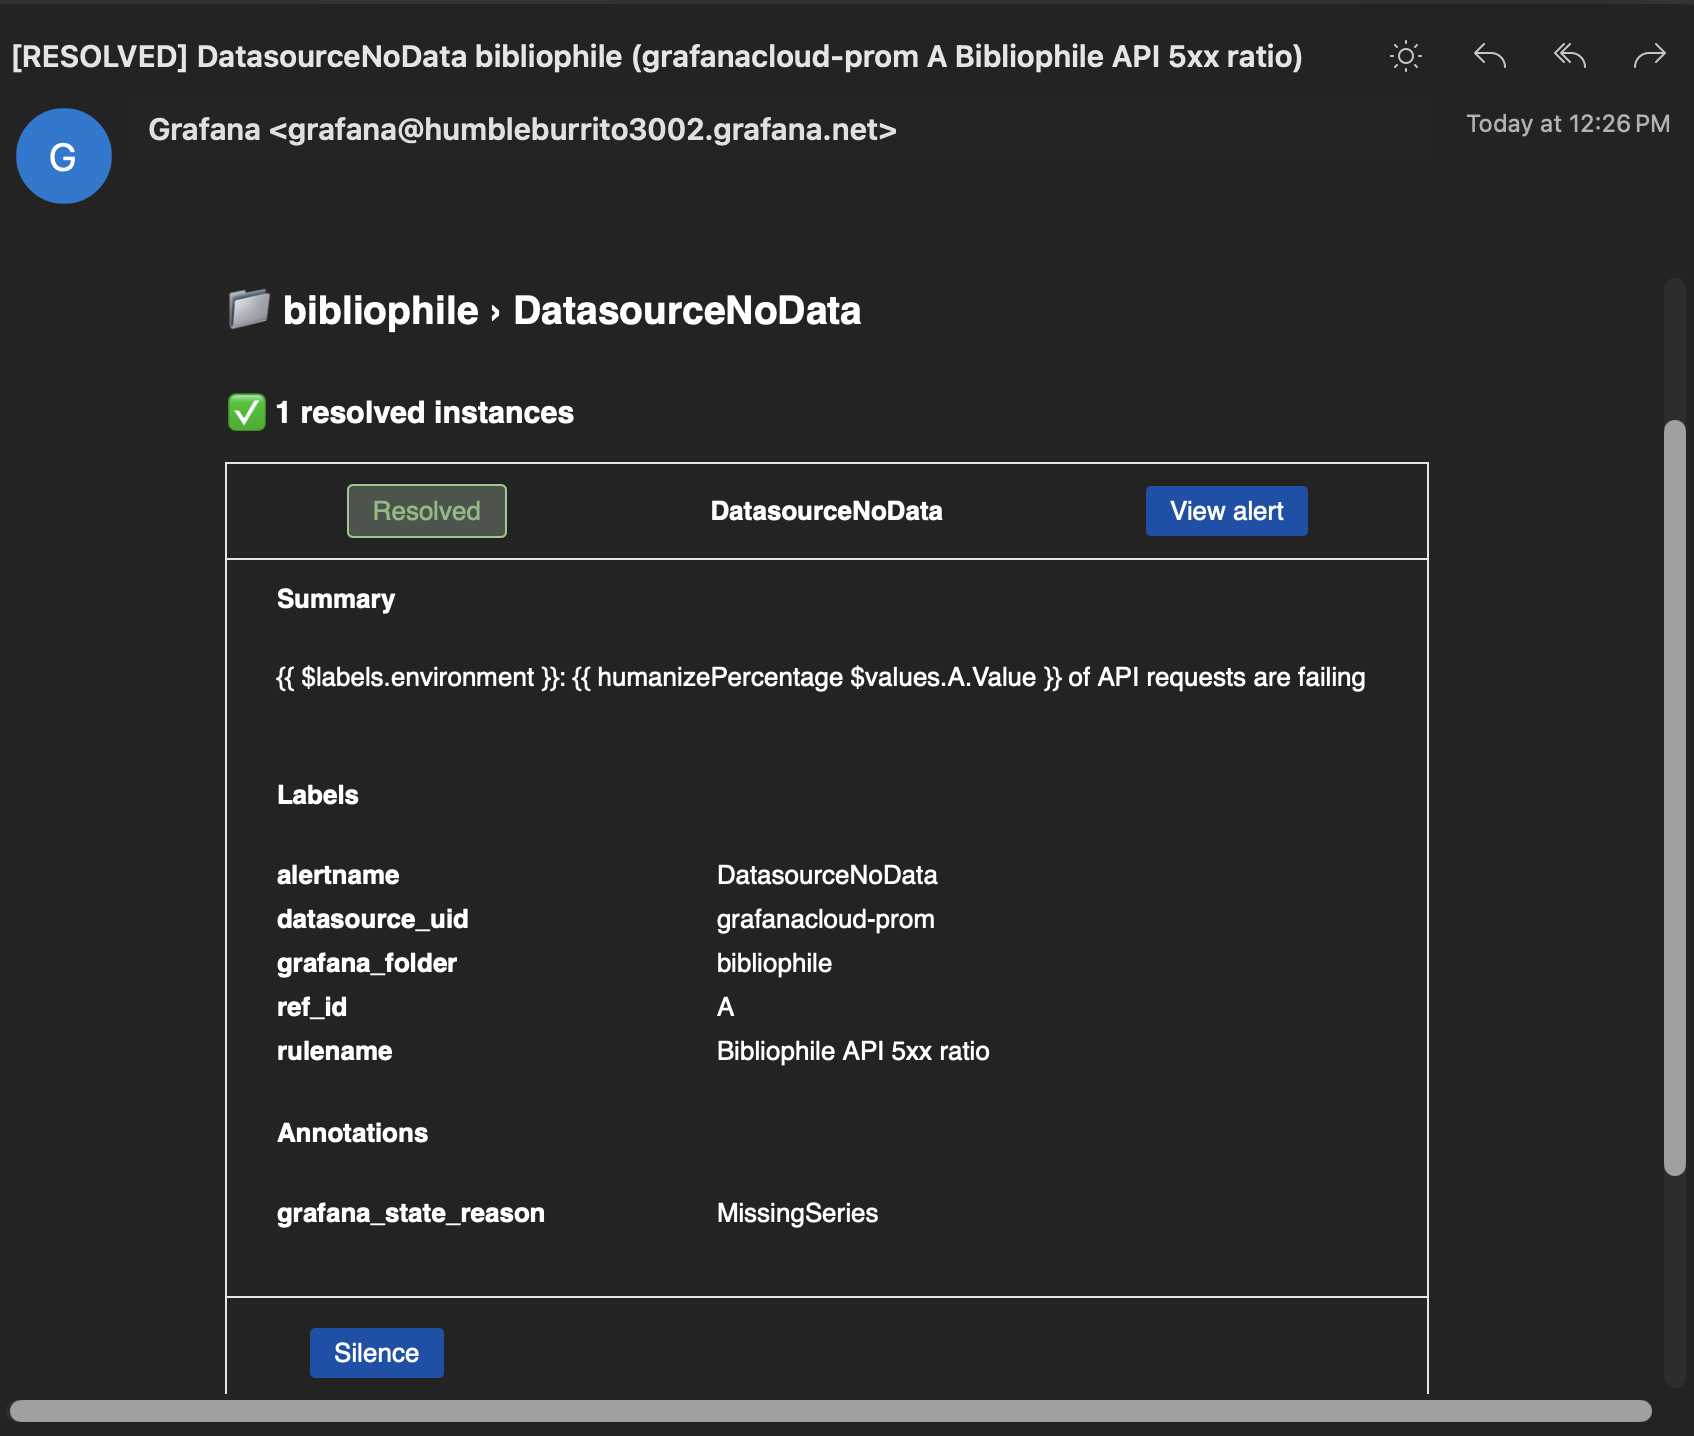 [RESOLVED] DatasourceNoData bibliophile (grafanacloud-prom A Bibliophile API 5xx ratio)
G
Grafana <grafana@humbleburrito3002.grafana.net>
Today at 12:26 PM
📁 bibliophile › DatasourceNoData
✅ 1 resolved instances
Resolved DatasourceNoData View alert
Summary
{{ $labels.environment }}: {{ humanizePercentage $values.A.Value }} of API requests are failing
Labels
alertname DatasourceNoData
datasource_uid grafanacloud-prom
grafana_folder bibliophile
ref_id A
rulename Bibliophile API 5xx ratio
Annotations
grafana_state_reason MissingSeries
Silence